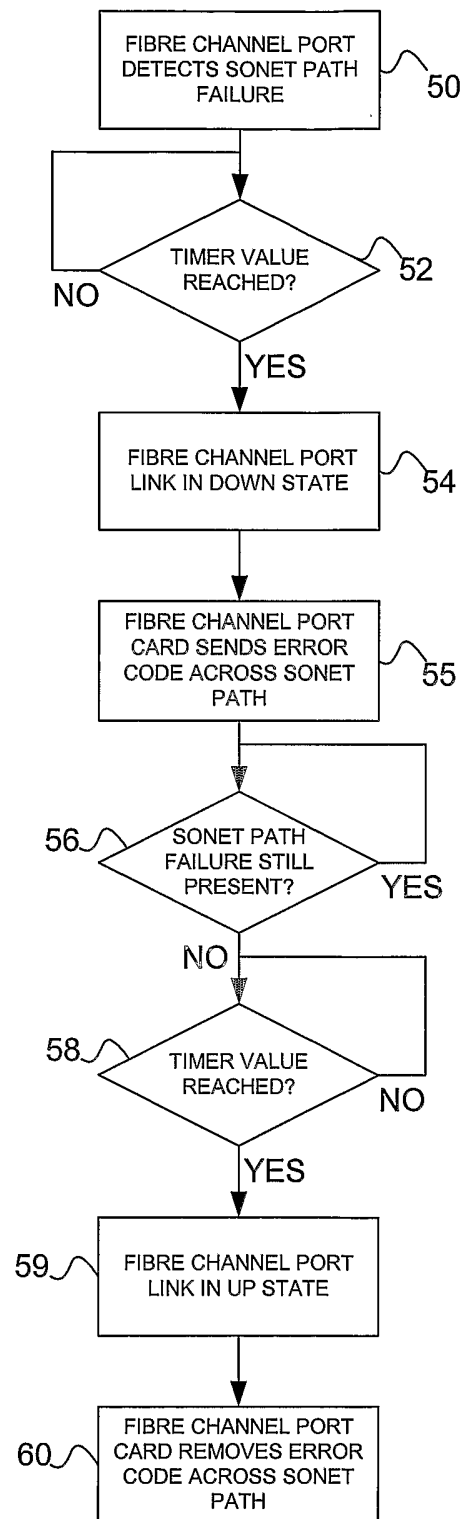 FIBRE CHANNEL PORT
DETECTS SONET PATH
FAILURE
50
TIMER VALUE
REACHED?
52
NO
YES
FIBRE CHANNEL PORT
LINK IN DOWN STATE
54
FIBRE CHANNEL PORT
CARD SENDS ERROR
CODE ACROSS SONET
PATH
55
56
SONET PATH
FAILURE STILL
PRESENT?
YES
NO
58
TIMER VALUE
REACHED?
NO
YES
59
FIBRE CHANNEL PORT
LINK IN UP STATE
60
FIBRE CHANNEL PORT
CARD REMOVES ERROR
CODE ACROSS SONET
PATH